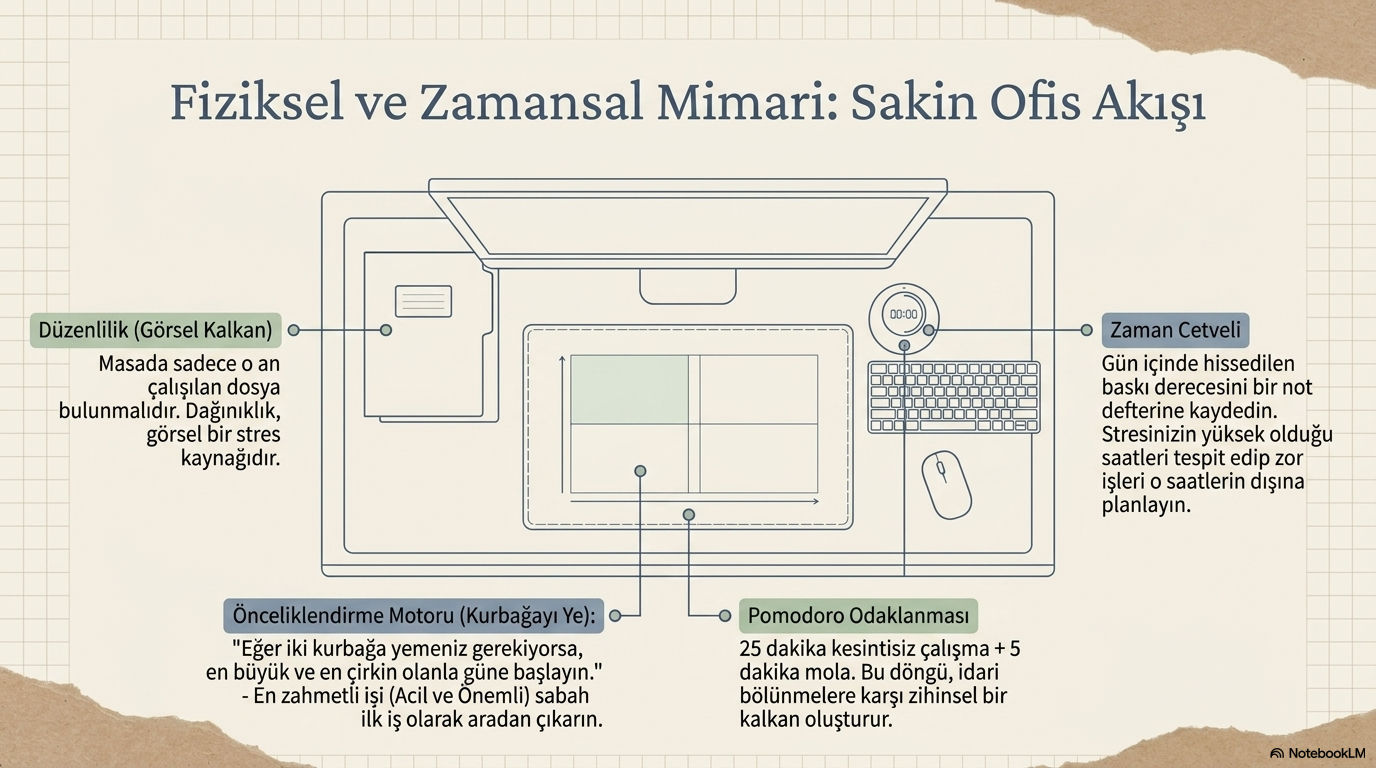 Fiziksel ve Zamansal Mimari: Sakin Ofis Akışı
Düzenlilik (Görsel Kalkan)
Masada sadece o an
çalışılan dosya
bulunmalıdır. Dağınıklık,
görsel bir stres
kaynağıdır.
00:00
Zaman Cetveli
Gün içinde hissedilen
baskı derecesini bir not
defterine kaydedin.
Stresinizin yüksek olduğu
saatleri tespit edip zor
işleri o saatlerin dışına
planlayın.
Önceliklendirme Motoru (Kurbağayı Ye):
"Eğer iki kurbağa yemeniz gerekiyorsa,
en büyük ve en çirkin olanla güne başlayın."
- En zahmetli işi (Acil ve Önemli) sabah
ilk iş olarak aradan çıkarın.
Pomodoro Odaklanması
25 dakika kesintisiz çalışma + 5
dakika mola. Bu döngü, idari
bölünmelere karşı zihinsel bir
kalkan oluşturur.
NotebookLM